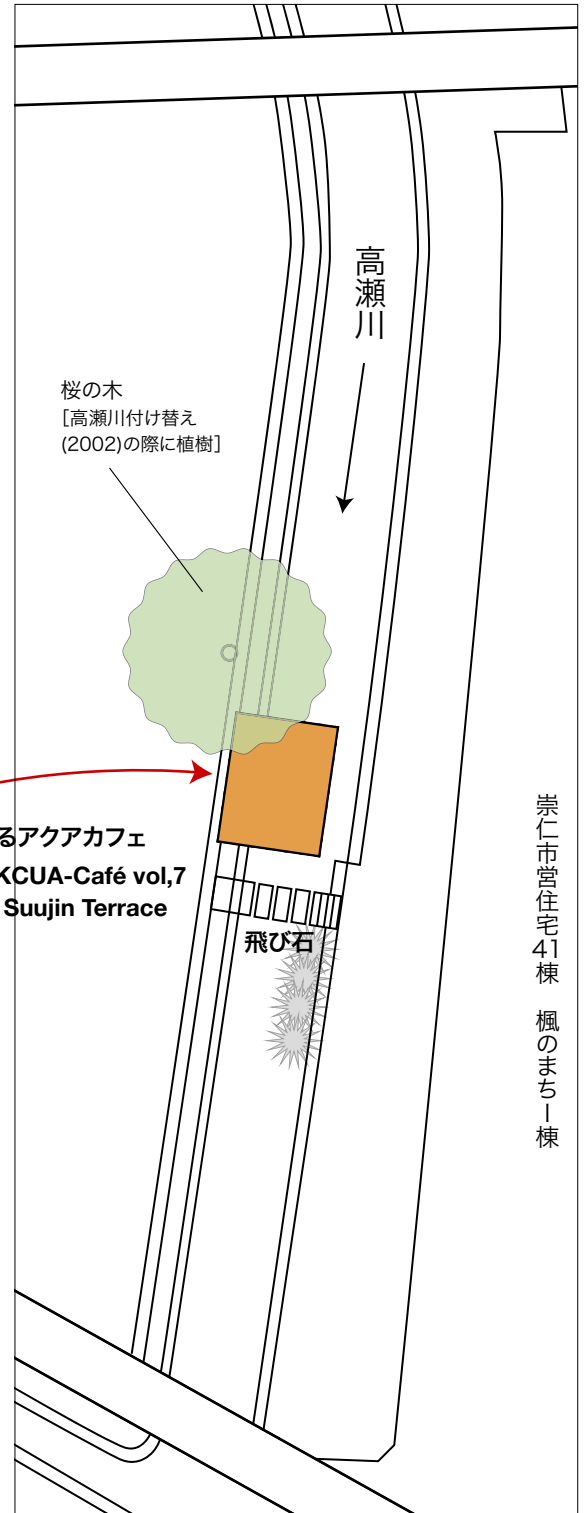 高瀬川
桜の木
[高瀬川付け替え
(2002)の際に植樹]
るアクアカフェ
KCUA-Café vol,7
Suujin Terrace
飛び石
崇仁市営住宅41棟　楓のまちー棟